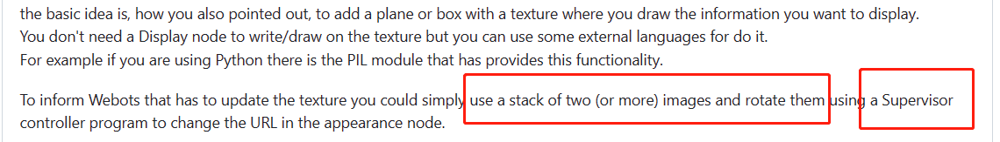 the basic idea is, how you also pointed out, to add a plane or box with a texture where you draw the information you want to display.
You don't need a Display node to write/draw on the texture but you can use some external languages for do it.
For example if you are using Python there is the PIL module that has provides this functionality.
To inform Webots that has to update the texture you could simply use a stack of two (or more) images and rotate them using a Supervisor
controller program to change the URL in the appearance node.